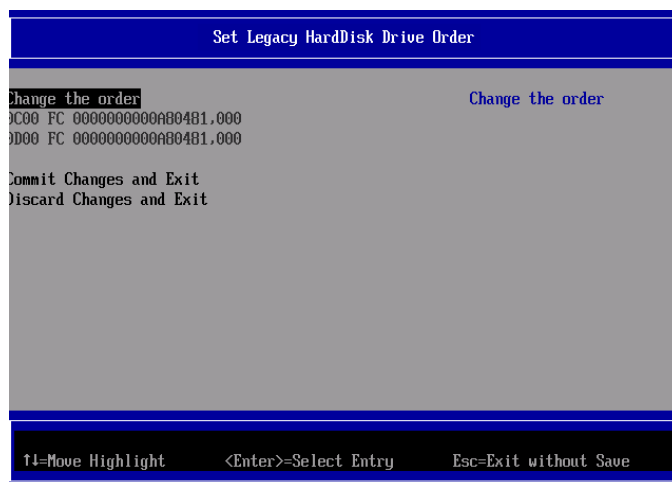 Set Legacy HardDisk Drive Order
Change the order
Change the order
0C00 FC 0000000000A80481,000
0D00 FC 0000000000A80481,000
Commit Changes and Exit
Discard Changes and Exit
↑↓=Move Highlight <Enter>=Select Entry Esc=Exit without Save